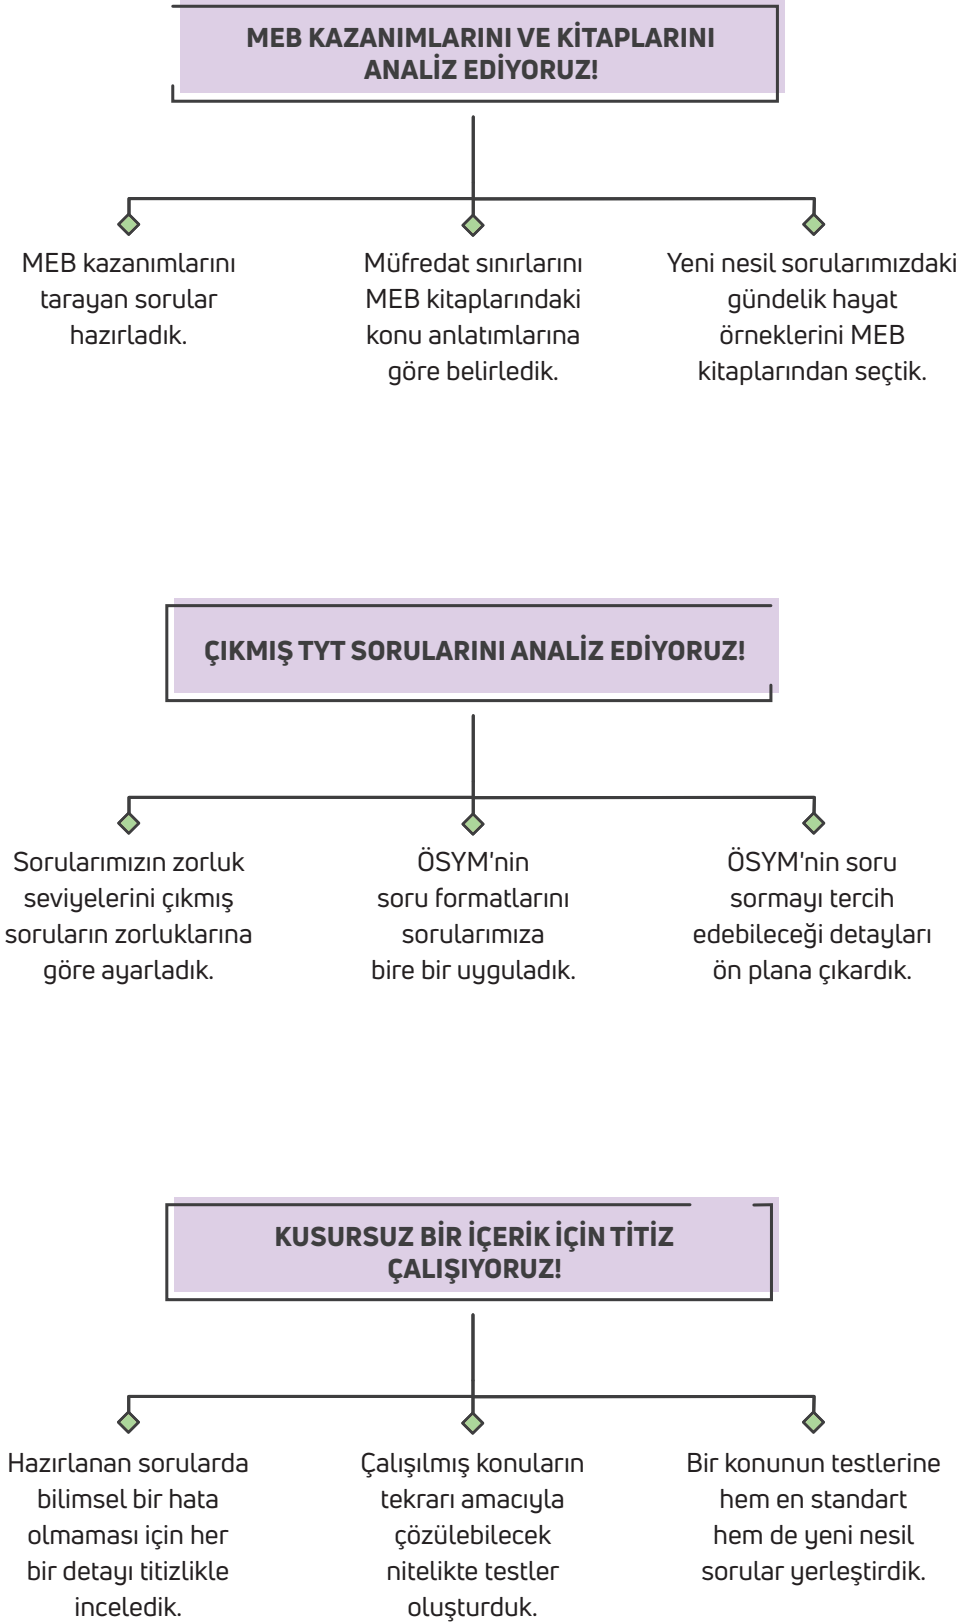 MEB KAZANIMLARINI VE KİTAPLARINI
ANALİZ EDİYORUZ!
MEB kazanımlarını
tarayan sorular
hazırladık.
Müfredat sınırlarını
MEB kitaplarındaki
konu anlatımlarına
göre belirledik.
Yeni nesil sorularımızdaki
gündelik hayat
örneklerini MEB
kitaplarından seçtik.
ÇIKMIŞ TYT SORULARINI ANALİZ EDİYORUZ!
Sorularımızın zorluk
seviyelerini çıkmış
soruların zorluklarına
göre ayarladık.
ÖSYM'nin
soru formatlarını
sorularımıza
bire bir uyguladık.
ÖSYM'nin soru
sormayı tercih
edebileceği detayları
ön plana çıkardık.
KUSURSUZ BİR İÇERİK İÇİN TİTİZ
ÇALIŞIYORUZ!
Hazırlanan sorularda
bilimsel bir hata
olmaması için her
bir detayı titizlikle
inceledik.
Çalışılmış konuların
tekrarı amacıyla
çözülebilecek
nitelikte testler
oluşturduk.
Bir konunun testlerine
hem en standart
hem de yeni nesil
sorular yerleştirdik.